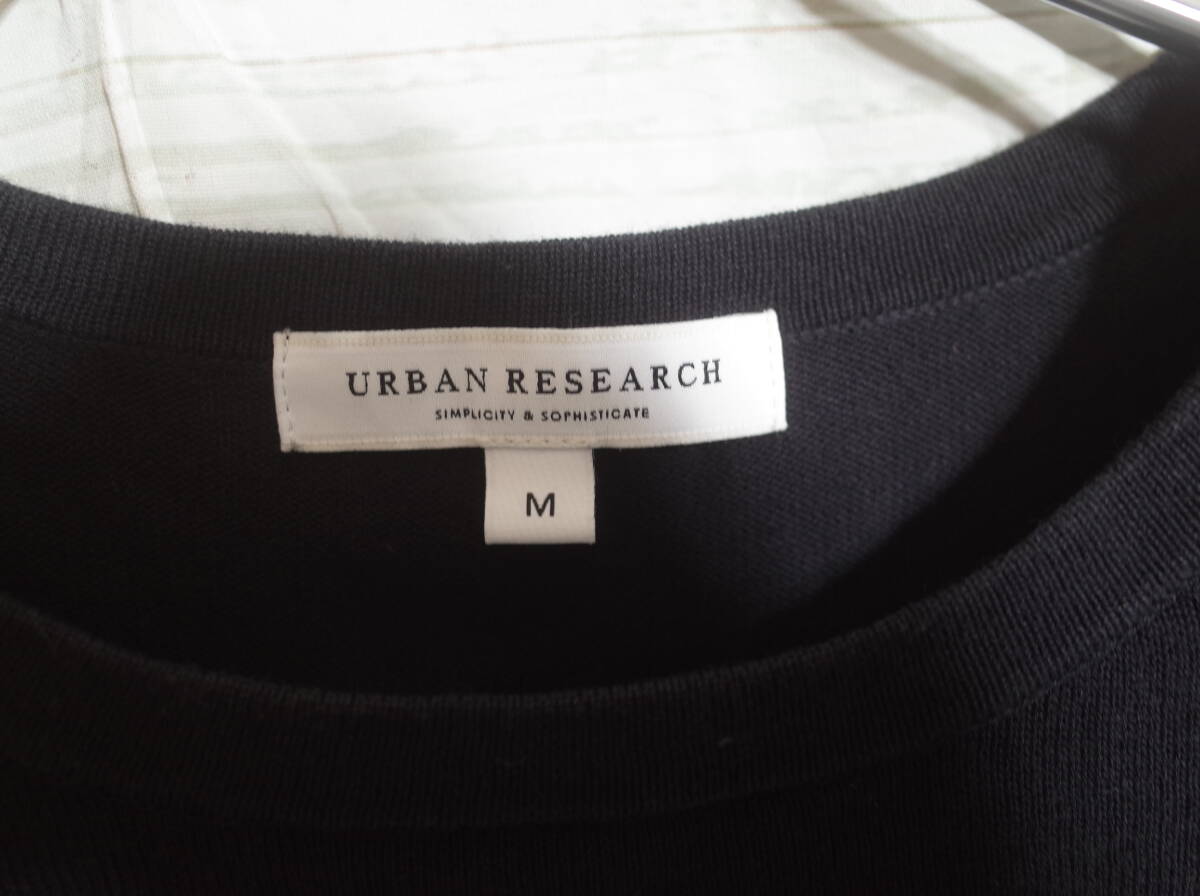 URBAN RESEARCH
SIMPLICITY & SOPHISTICATE
M